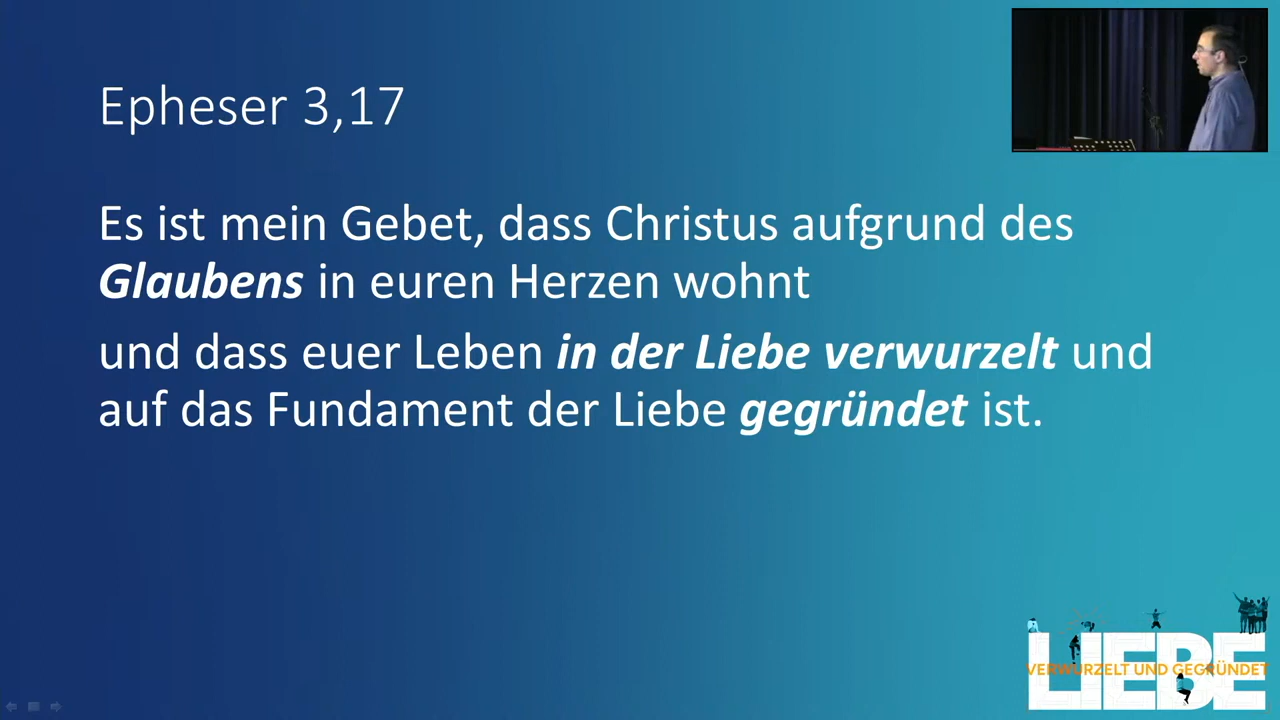 Epheser 3,17
Es ist mein Gebet, dass Christus aufgrund des
Glaubens in euren Herzen wohnt
und dass euer Leben in der Liebe verwurzelt und
auf das Fundament der Liebe gegründet ist.
LIEBE
VERWURZELT UND GEGRÜNDET